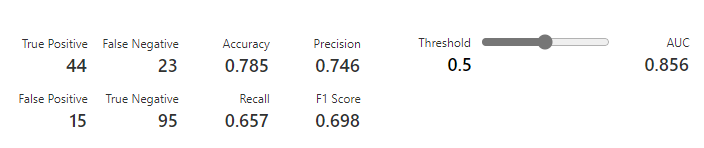 True Positive False Negative Accuracy Precision Threshold AUC
44 23 0.785 0.746 0.5 0.856
False Positive True Negative Recall F1 Score
15 95 0.657 0.698